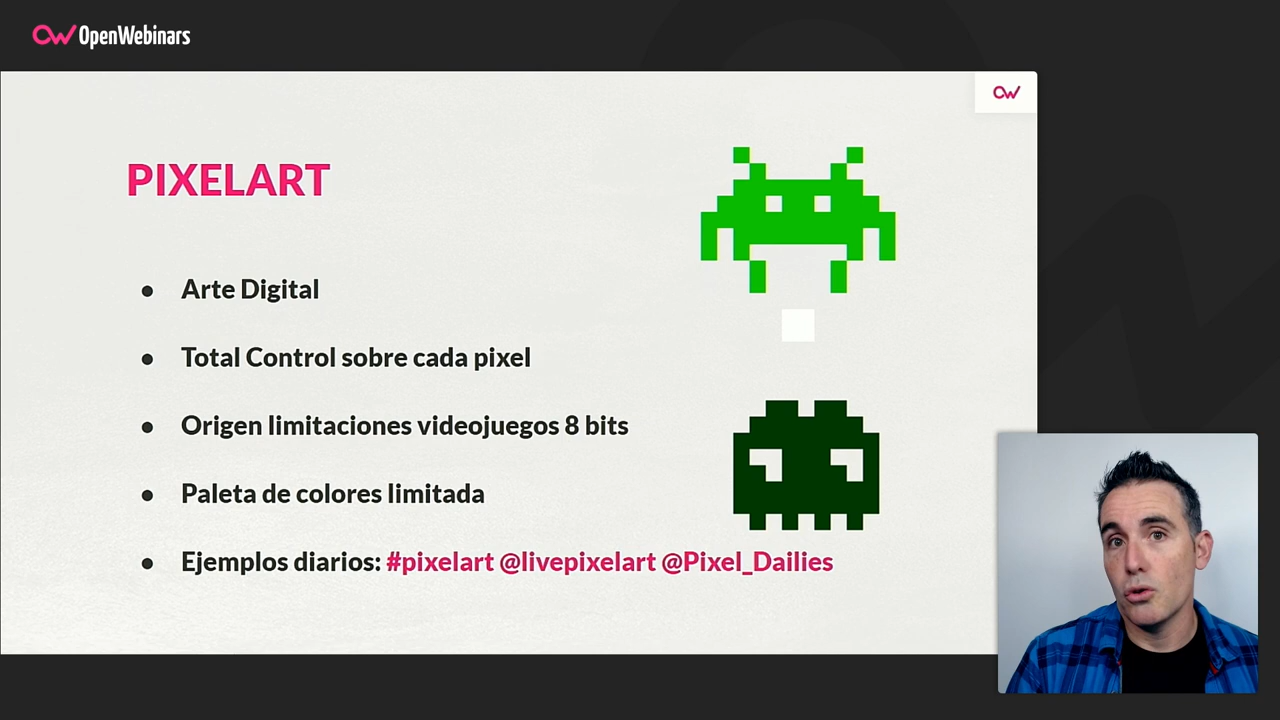 OpenWebinars
PIXELART
● Arte Digital
● Total Control sobre cada pixel
● Origen limitaciones videojuegos 8 bits
● Paleta de colores limitada
● Ejemplos diarios: #pixelart @livepixelart @Pixel_Dailies